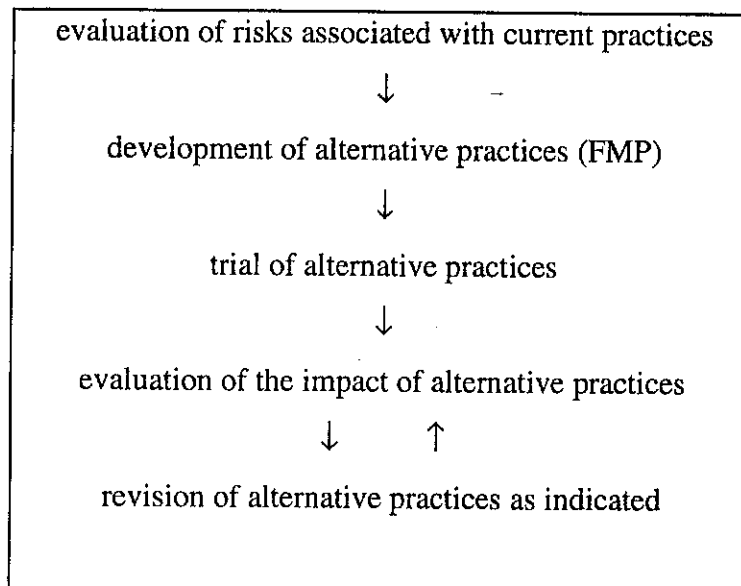 evaluation of risks associated with current practices
↓
development of alternative practices (FMP)
↓
trial of alternative practices
↓
evaluation of the impact of alternative practices
↓ ↑
revision of alternative practices as indicated